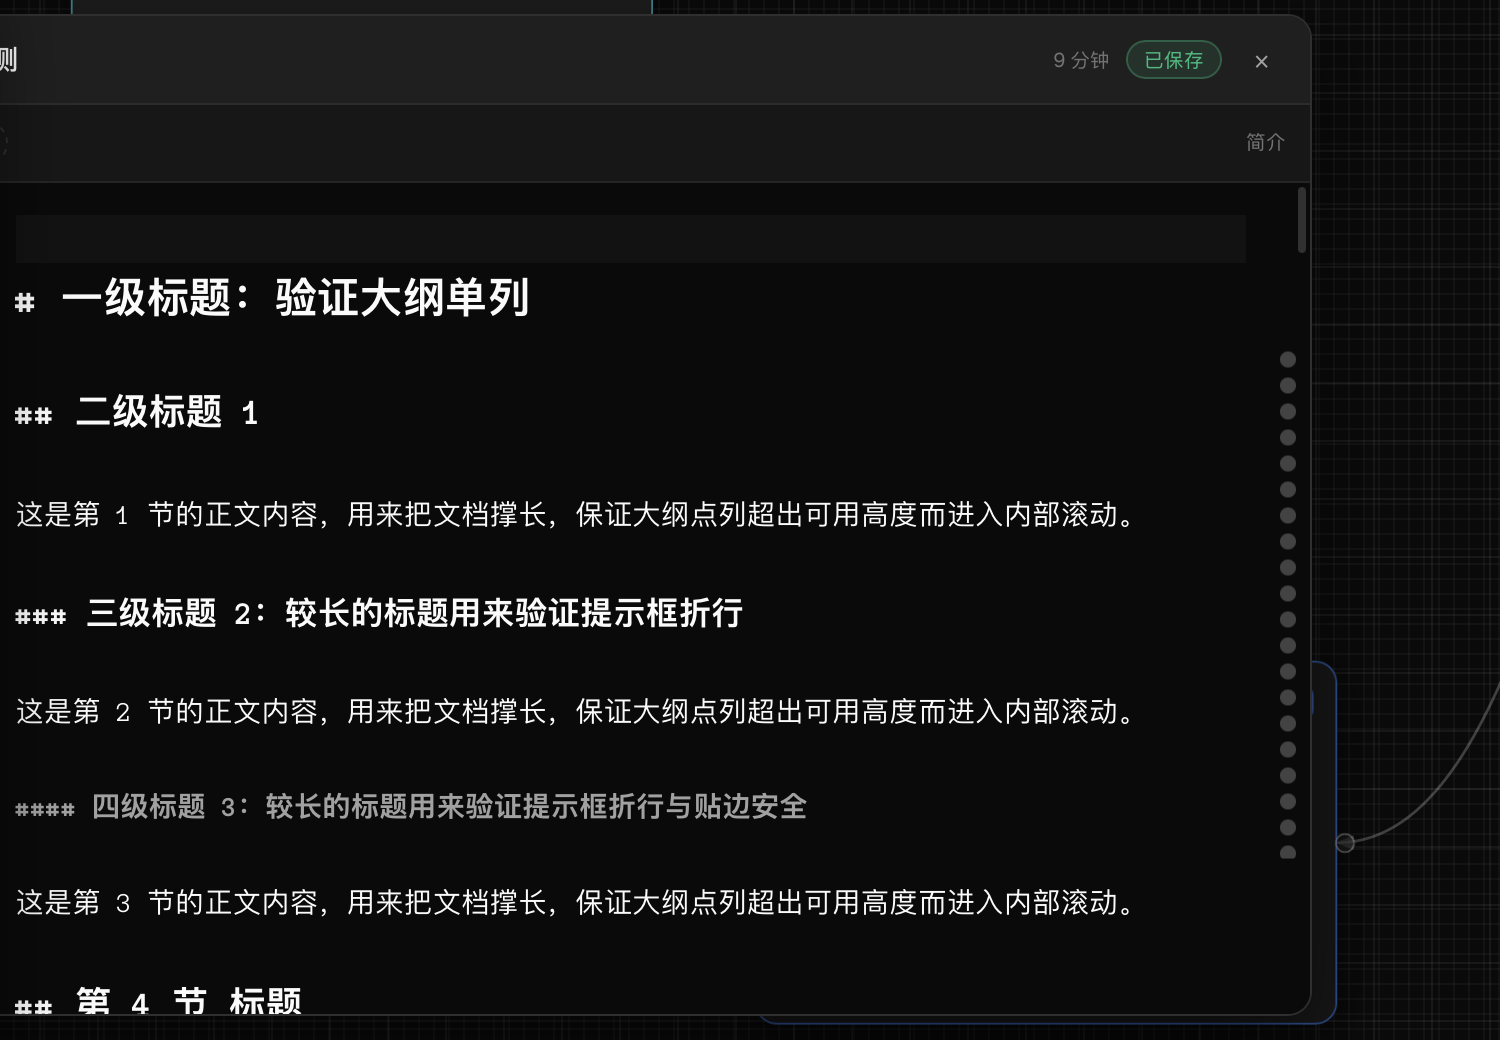 测
9 分钟
已保存
×
简介
# 一级标题：验证大纲单列
## 二级标题 1
这是第 1 节的正文内容，用来把文档撑长，保证大纲点列超出可用高度而进入内部滚动。
### 三级标题 2：较长的标题用来验证提示框折行
这是第 2 节的正文内容，用来把文档撑长，保证大纲点列超出可用高度而进入内部滚动。
#### 四级标题 3：较长的标题用来验证提示框折行与贴边安全
这是第 3 节的正文内容，用来把文档撑长，保证大纲点列超出可用高度而进入内部滚动。
## 第 4 节 标题